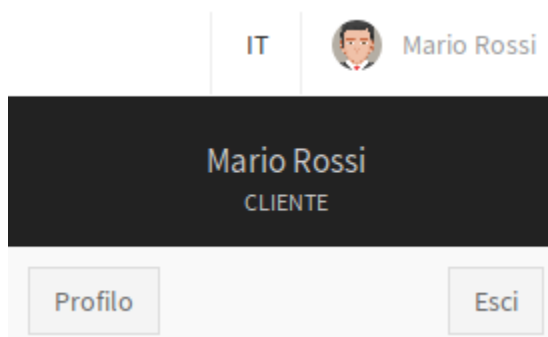 IT Mario Rossi
Mario Rossi
CLIENTE
Profilo Esci